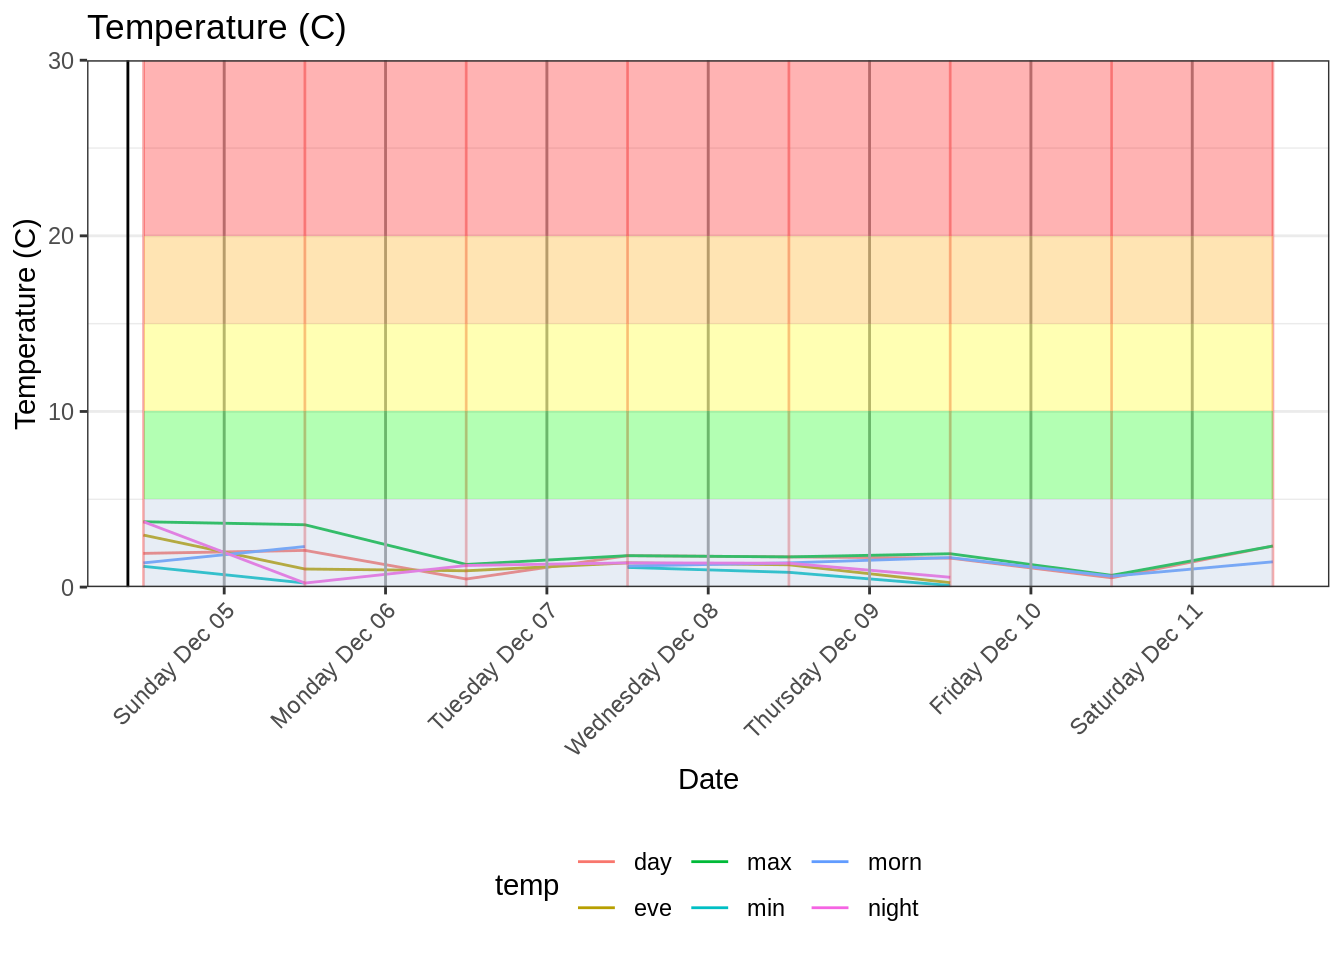 Temperature (C)
Temperature (C)
30
20
10
0
Sunday Dec 05
Monday Dec 06
Tuesday Dec 07
Wednesday Dec 08
Thursday Dec 09
Friday Dec 10
Saturday Dec 11
Date
temp
day
max
morn
eve
min
night